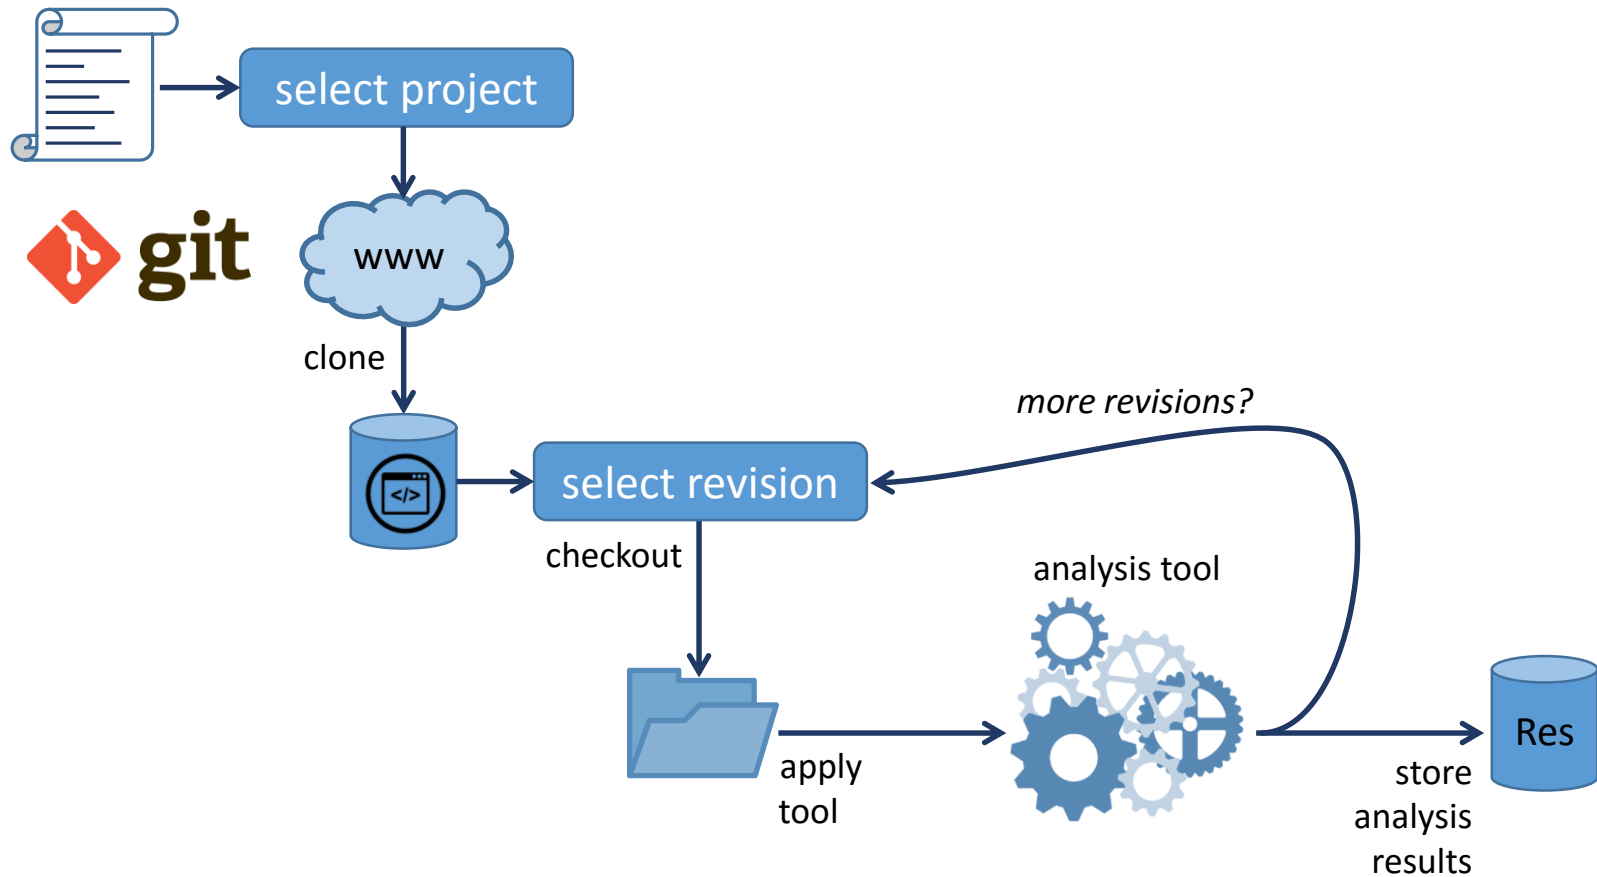 select project
git
www
clone
more revisions?
</>
select revision
checkout
analysis tool
Res
apply
tool
store
analysis
results